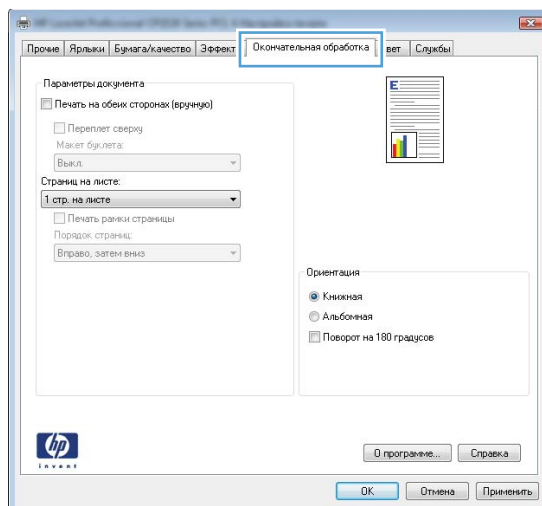 Прочие
Ярлыки
Бумага/качество
Эффект
Окончательная обработка
вет
Службы
Параметры документа
Печать на обеих сторонах (вручную)
Переплет сверху
Макет буклета:
Выкл.
Страниц на листе:
1 стр. на листе
Печать рамки страницы
Порядок страниц:
Вправо, затем вниз
E
Ориентация
Книжная
Альбомная
Поворот на 180 градусов
hp
invent
О программе...
Справка
OK
Отмена
Применить